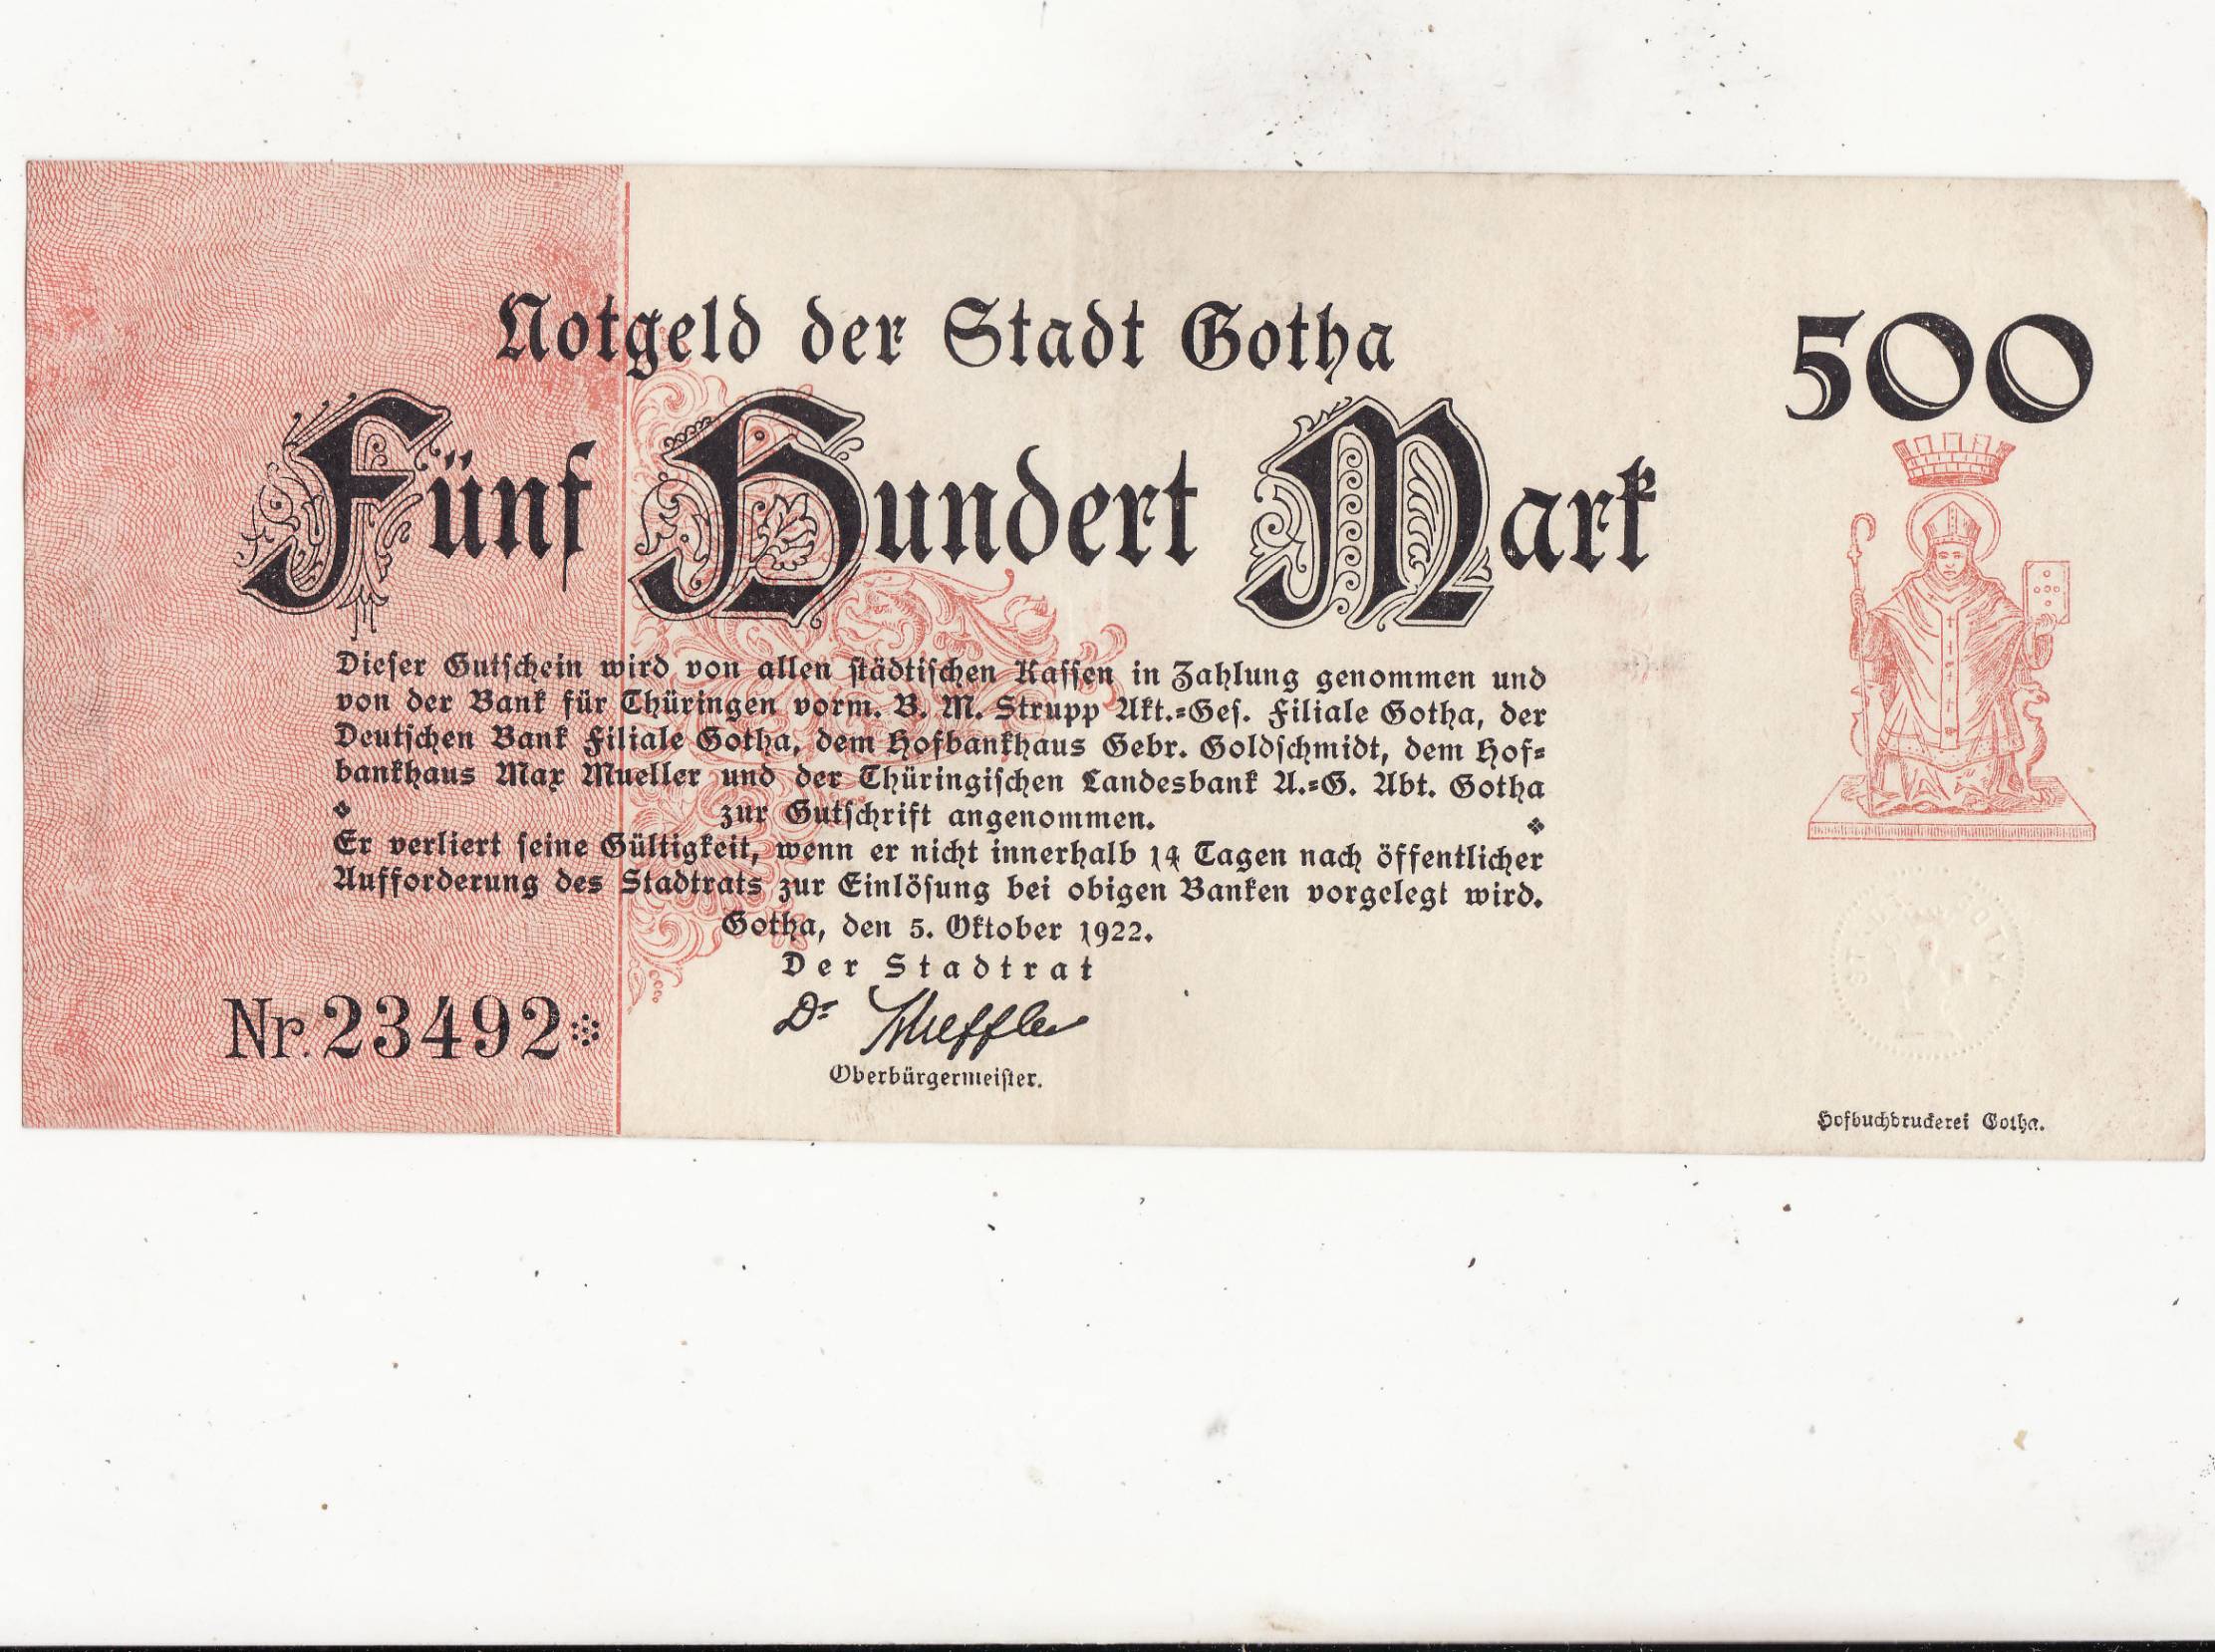 Notgeld der Stadt Gotha
500
Fünf Hundert Mark
Dieser Gutschein wird von allen städtischen Kassen in Zahlung genommen und
von der Bank für Thüringen vorm. B. M. Strupp Akt.=Ges. Filiale Gotha, der
Deutschen Bank Filiale Gotha, dem Hofbankhaus Gebr. Goldschmidt, dem Hof=
bankhaus Max Mueller und der Thüringischen Landesbank A.=G. Abt. Gotha
zur Gutschrift angenommen.
Er verliert seine Gültigkeit, wenn er nicht innerhalb 14 Tagen nach öffentlicher
Aufforderung des Stadtrats zur Einlösung bei obigen Banken vorgelegt wird.
Gotha, den 5. Oktober 1922.
Der Stadtrat
Dr Scheffler
Oberbürgermeister.
Nr. 23492
Hofbuchdruckerei Gotha.